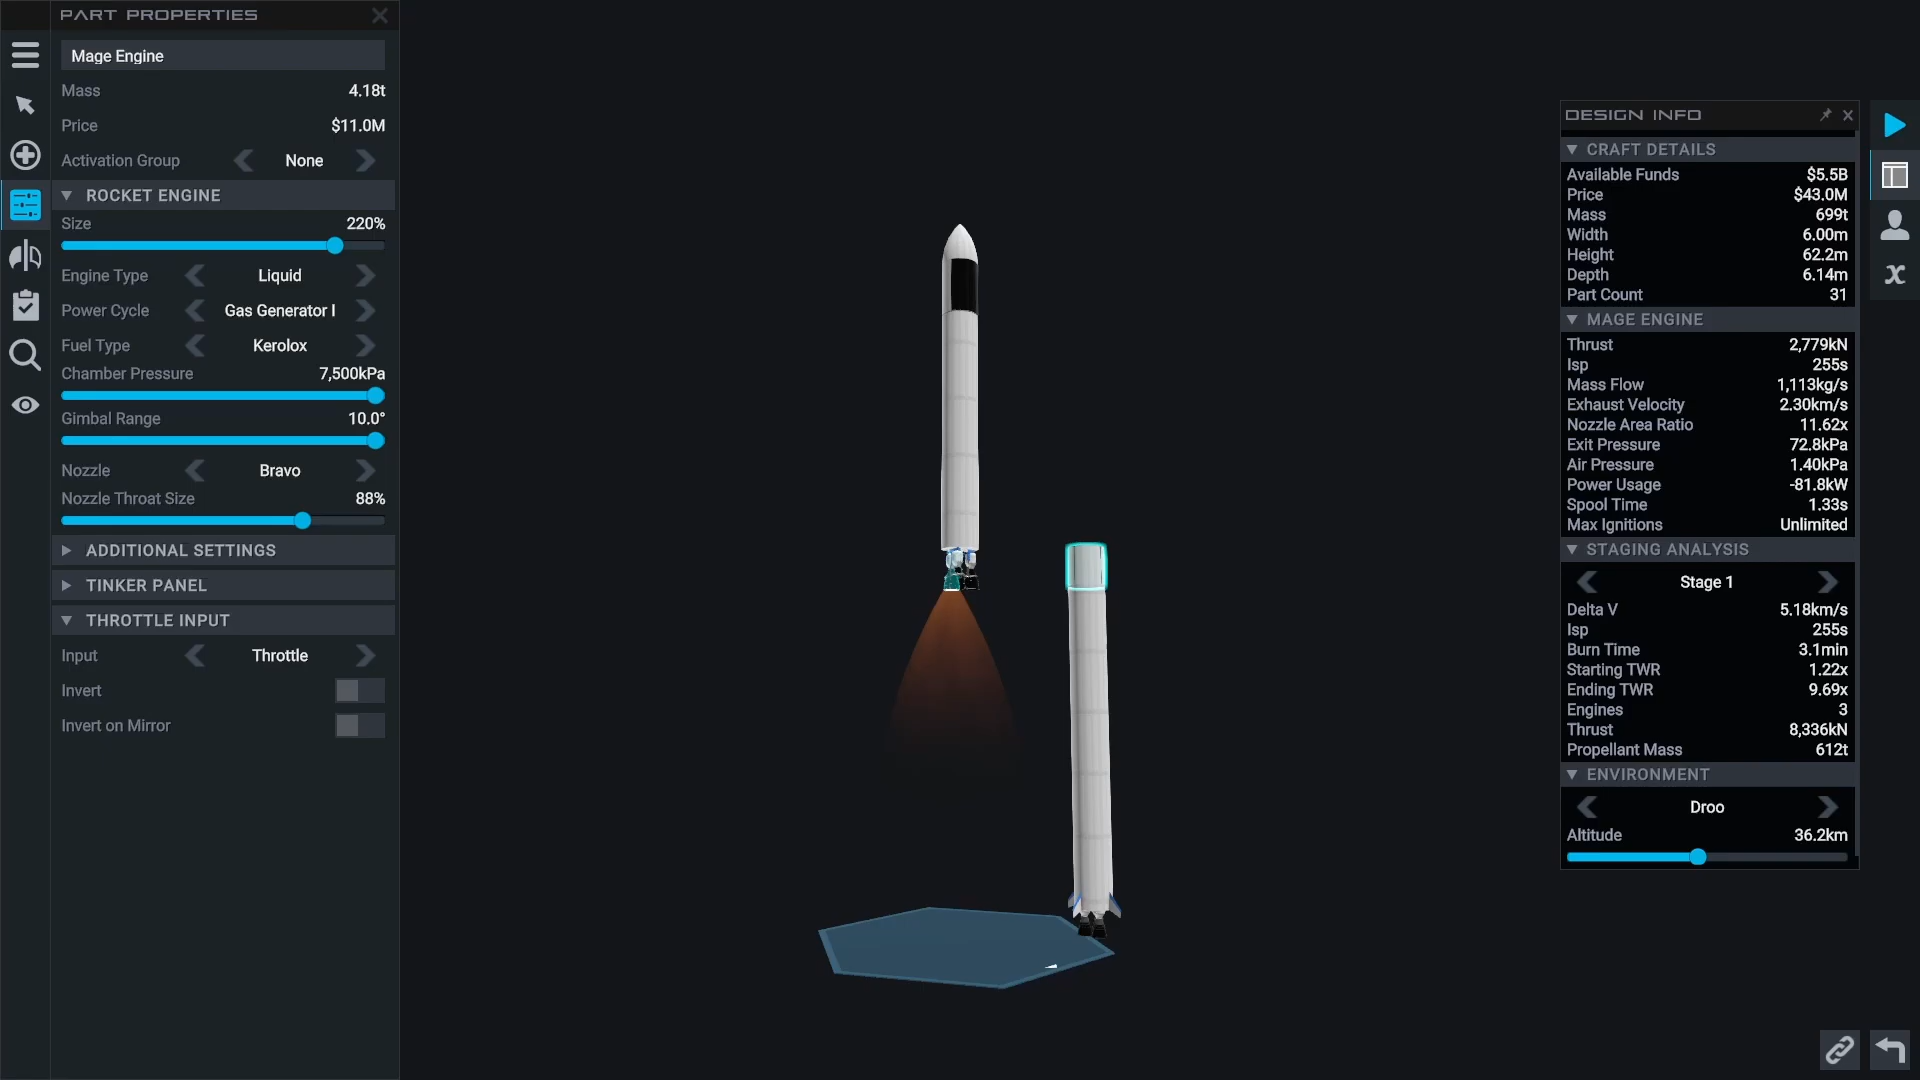 PART PROPERTIES
Mage Engine
Mass 4.18t
Price $11.0M
Activation Group None
ROCKET ENGINE
Size 220%
Engine Type Liquid
Power Cycle Gas Generator I
Fuel Type Kerolox
Chamber Pressure 7,500kPa
Gimbal Range 10.0°
Nozzle Bravo
Nozzle Throat Size 88%
ADDITIONAL SETTINGS
TINKER PANEL
THROTTLE INPUT
Input Throttle
Invert
Invert on Mirror
DESIGN INFO
CRAFT DETAILS
Available Funds $5.5B
Price $43.0M
Mass 699t
Width 6.00m
Height 62.2m
Depth 6.14m
Part Count 31
MAGE ENGINE
Thrust 2,779kN
Isp 255s
Mass Flow 1,113kg/s
Exhaust Velocity 2.30km/s
Nozzle Area Ratio 11.62x
Exit Pressure 72.8kPa
Air Pressure 1.40kPa
Power Usage -81.8kW
Spool Time 1.33s
Max Ignitions Unlimited
STAGING ANALYSIS
Stage 1
Delta V 5.18km/s
Isp 255s
Burn Time 3.1min
Starting TWR 1.22x
Ending TWR 9.69x
Engines 3
Thrust 8,336kN
Propellant Mass 612t
ENVIRONMENT
Droo
Altitude 36.2km